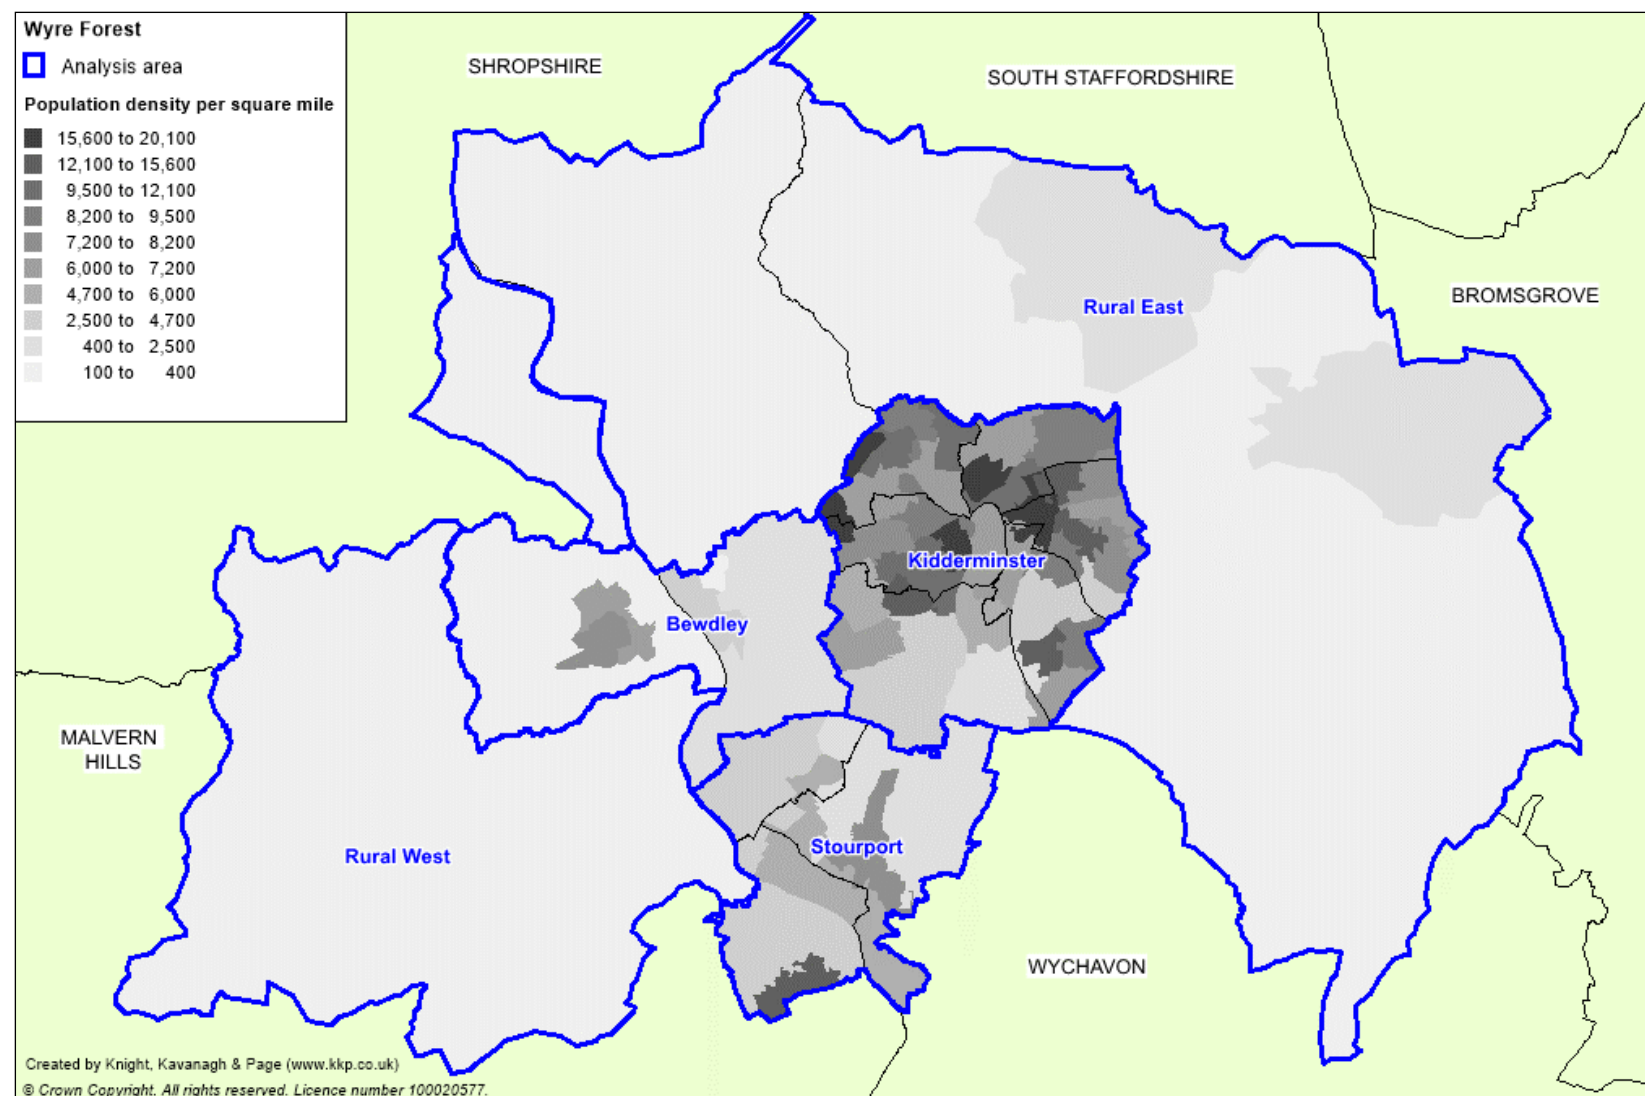 Wyre Forest
Analysis area
Population density per square mile
15,600 to 20,100
12,100 to 15,600
9,500 to 12,100
8,200 to 9,500
7,200 to 8,200
6,000 to 7,200
4,700 to 6,000
2,500 to 4,700
400 to 2,500
100 to 400
SHROPSHIRE
SOUTH STAFFORDSHIRE
BROMSGROVE
Rural East
Kidderminster
Bewdley
MALVERN
HILLS
Stourport
Rural West
WYCHAVON
Created by Knight, Kavanagh & Page (www.kkp.co.uk)
© Crown Copyright. All rights reserved. Licence number 100020577.